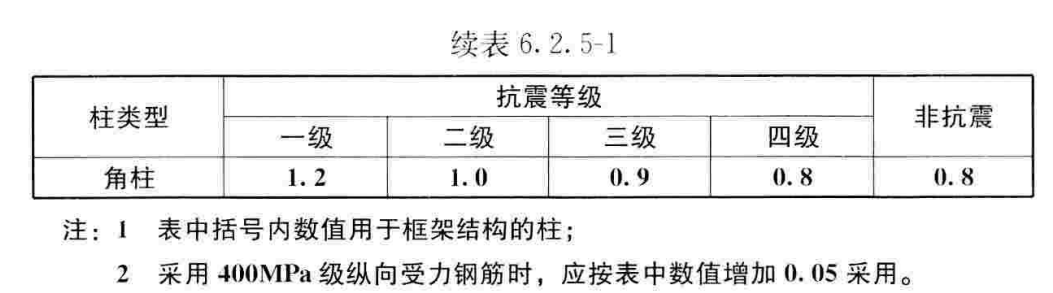 续表 6.2.5-1
柱类型 抗震等级 非抗震
一级 二级 三级 四级
角柱 1.2 1.0 0.9 0.8 0.8
注：1 表中括号内数值用于框架结构的柱；
2 采用 400MPa 级纵向受力钢筋时，应按表中数值增加 0.05 采用。